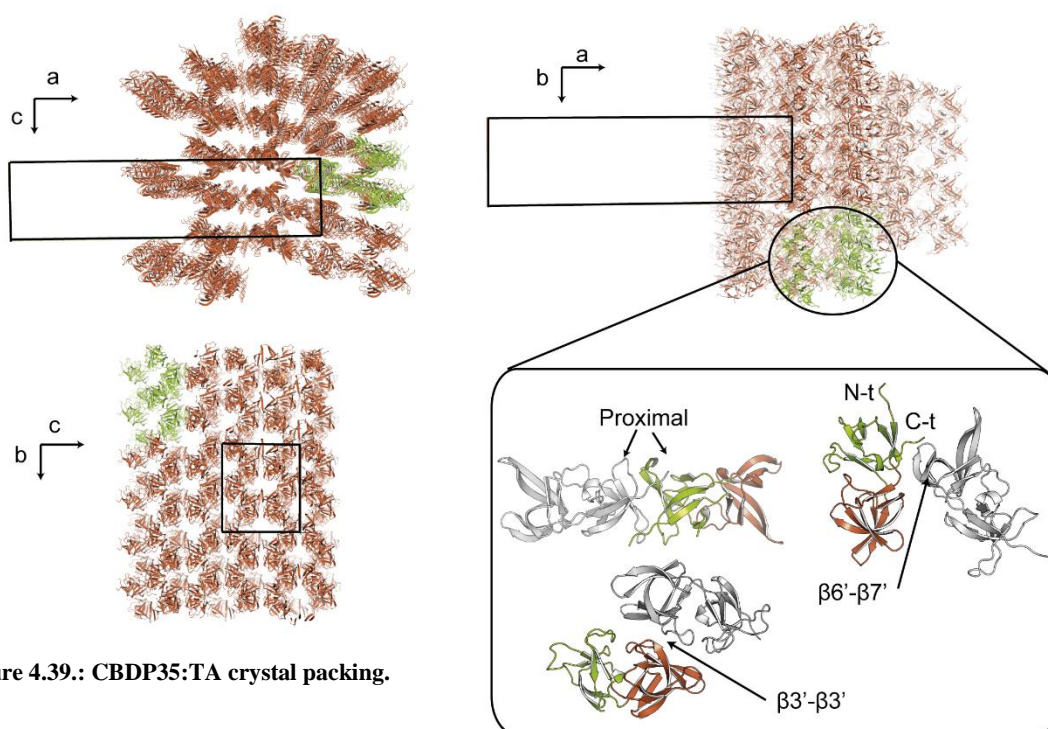 a
c
a
b
c
b
Proximal
N-t
C-t
β6’-β7’
β3’-β3’
re 4.39.: CBDP35:TA crystal packing.